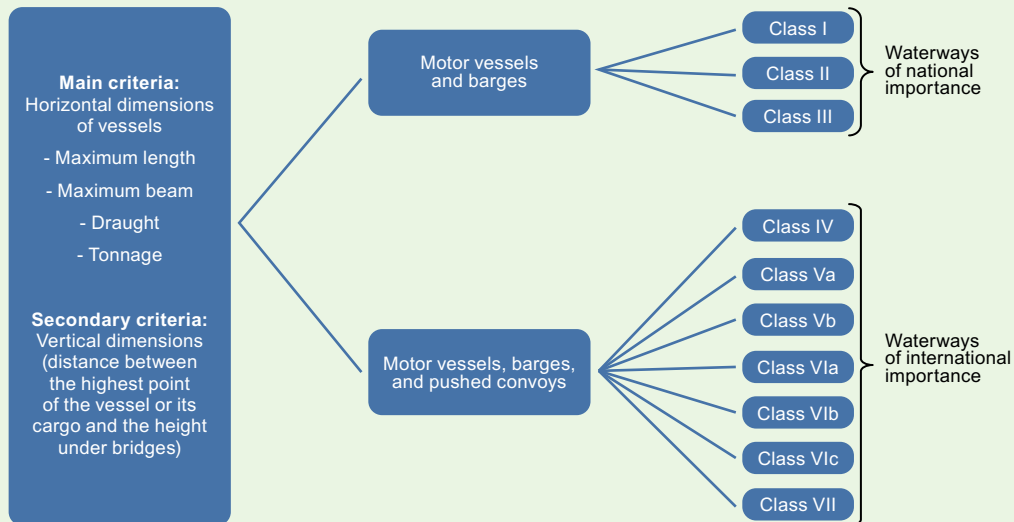 Main criteria:
Horizontal dimensions
of vessels
- Maximum length
- Maximum beam
- Draught
- Tonnage
Secondary criteria:
Vertical dimensions
(distance between
the highest point
of the vessel or its
cargo and the height
under bridges)
Motor vessels
and barges
Class I
Class II
Class III
Waterways
of national
importance
Motor vessels, barges,
and pushed convoys
Class IV
Class Va
Class Vb
Class VIa
Class VIb
Class VIc
Class VII
Waterways
of international
importance